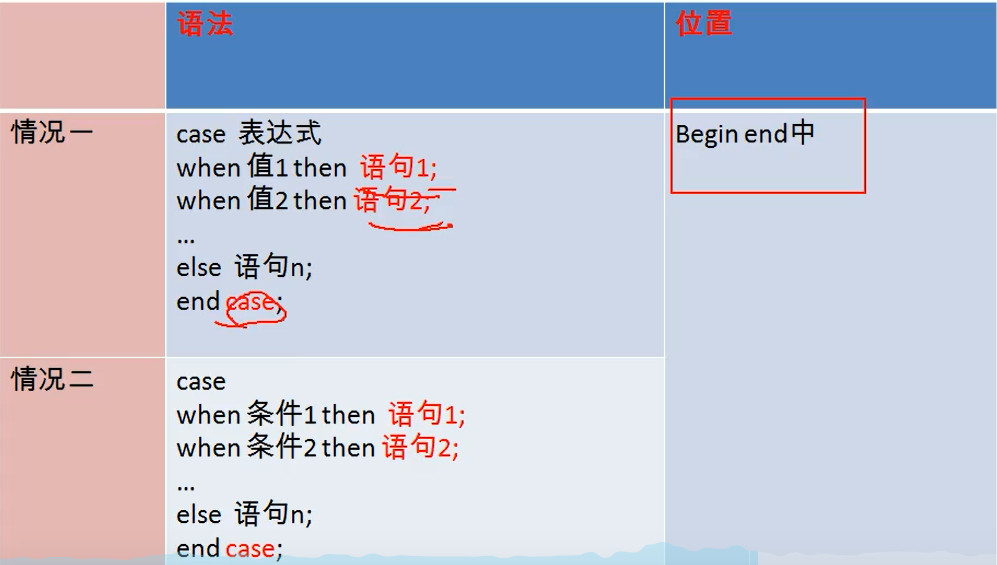 语法
位置
情况一
case 表达式
when 值1 then 语句1;
when 值2 then 语句2;
...
else 语句n;
end case;
Begin end中
情况二
case
when 条件1 then 语句1;
when 条件2 then 语句2;
...
else 语句n;
end case;